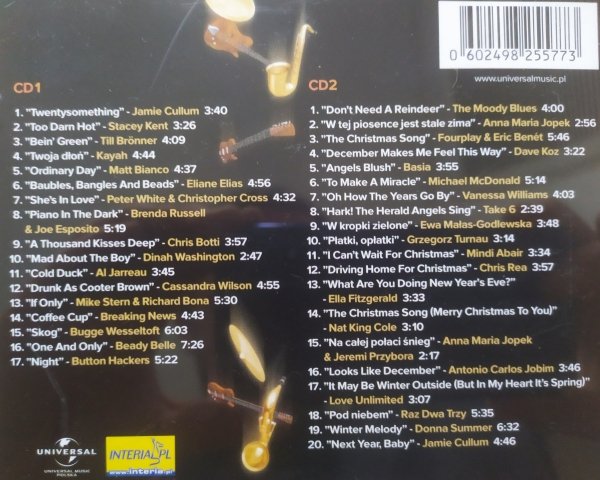 0 602498 255773
www.universalmusic.pl
CD1
1. "Twentysomething" - Jamie Cullum 3:40
2. "Too Darn Hot" - Stacey Kent 3:26
3. "Bein' Green" - Till Brönner 4:09
4. "Twoja dłoń" - Kayah 4:44
5. "Ordinary Day" - Matt Bianco 4:37
6. "Baubles, Bangles And Beads" - Eliane Elias 4:56
7. "She's In Love" - Peter White & Christopher Cross 4:32
8. "Piano In The Dark" - Brenda Russell
& Joe Esposito 5:19
9. "A Thousand Kisses Deep" - Chris Botti 3:57
10. "Mad About The Boy" - Dinah Washington 2:47
11. "Cold Duck" - Al Jarreau 3:45
12. "Drunk As Cooter Brown" - Cassandra Wilson 4:55
13. "If Only" - Mike Stern & Richard Bona 5:30
14. "Coffee Cup" - Breaking News 4:43
15. "Skog" - Bugge Wesseltoft 6:03
16. "One And Only" - Beady Belle 7:26
17. "Night" - Button Hackers 5:22
CD2
1. "Don't Need A Reindeer" - The Moody Blues 4:00
2. "W tej piosence jest stale zima" - Anna Maria Jopek 2:56
3. "The Christmas Song" - Fourplay & Eric Benét 5:46
4. "December Makes Me Feel This Way" - Dave Koz 3:22
5. "Angels Blush" - Basia 3:55
6. "To Make A Miracle" - Michael McDonald 5:14
7. "Oh How The Years Go By" - Vanessa Williams 4:03
8. "Hark! The Herald Angels Sing" - Take 6 2:39
9. "W kropki zielone" - Ewa Małas-Godlewska 3:48
10. "Płatki, opłatki" - Grzegorz Turnau 3:14
11. "I Can't Wait For Christmas" - Mindi Abair 3:34
12. "Driving Home For Christmas" - Chris Rea 3:57
13. "What Are You Doing New Year's Eve?"
- Ella Fitzgerald 3:33
14. "The Christmas Song (Merry Christmas To You)"
- Nat King Cole 3:10
15. "Na całej połaci śnieg" - Anna Maria Jopek
& Jeremi Przybora 2:17
16. "Looks Like December" - Antonio Carlos Jobim 3:46
17. "It May Be Winter Outside (But In My Heart It's Spring)"
- Love Unlimited 3:07
18. "Pod niebem" - Raz Dwa Trzy 5:35
19. "Winter Melody" - Donna Summer 6:32
20. "Next Year, Baby" - Jamie Cullum 4:46
UNIVERSAL
UNIVERSAL MUSIC
POLSKA
INTERIA.PL
www.interia.pl